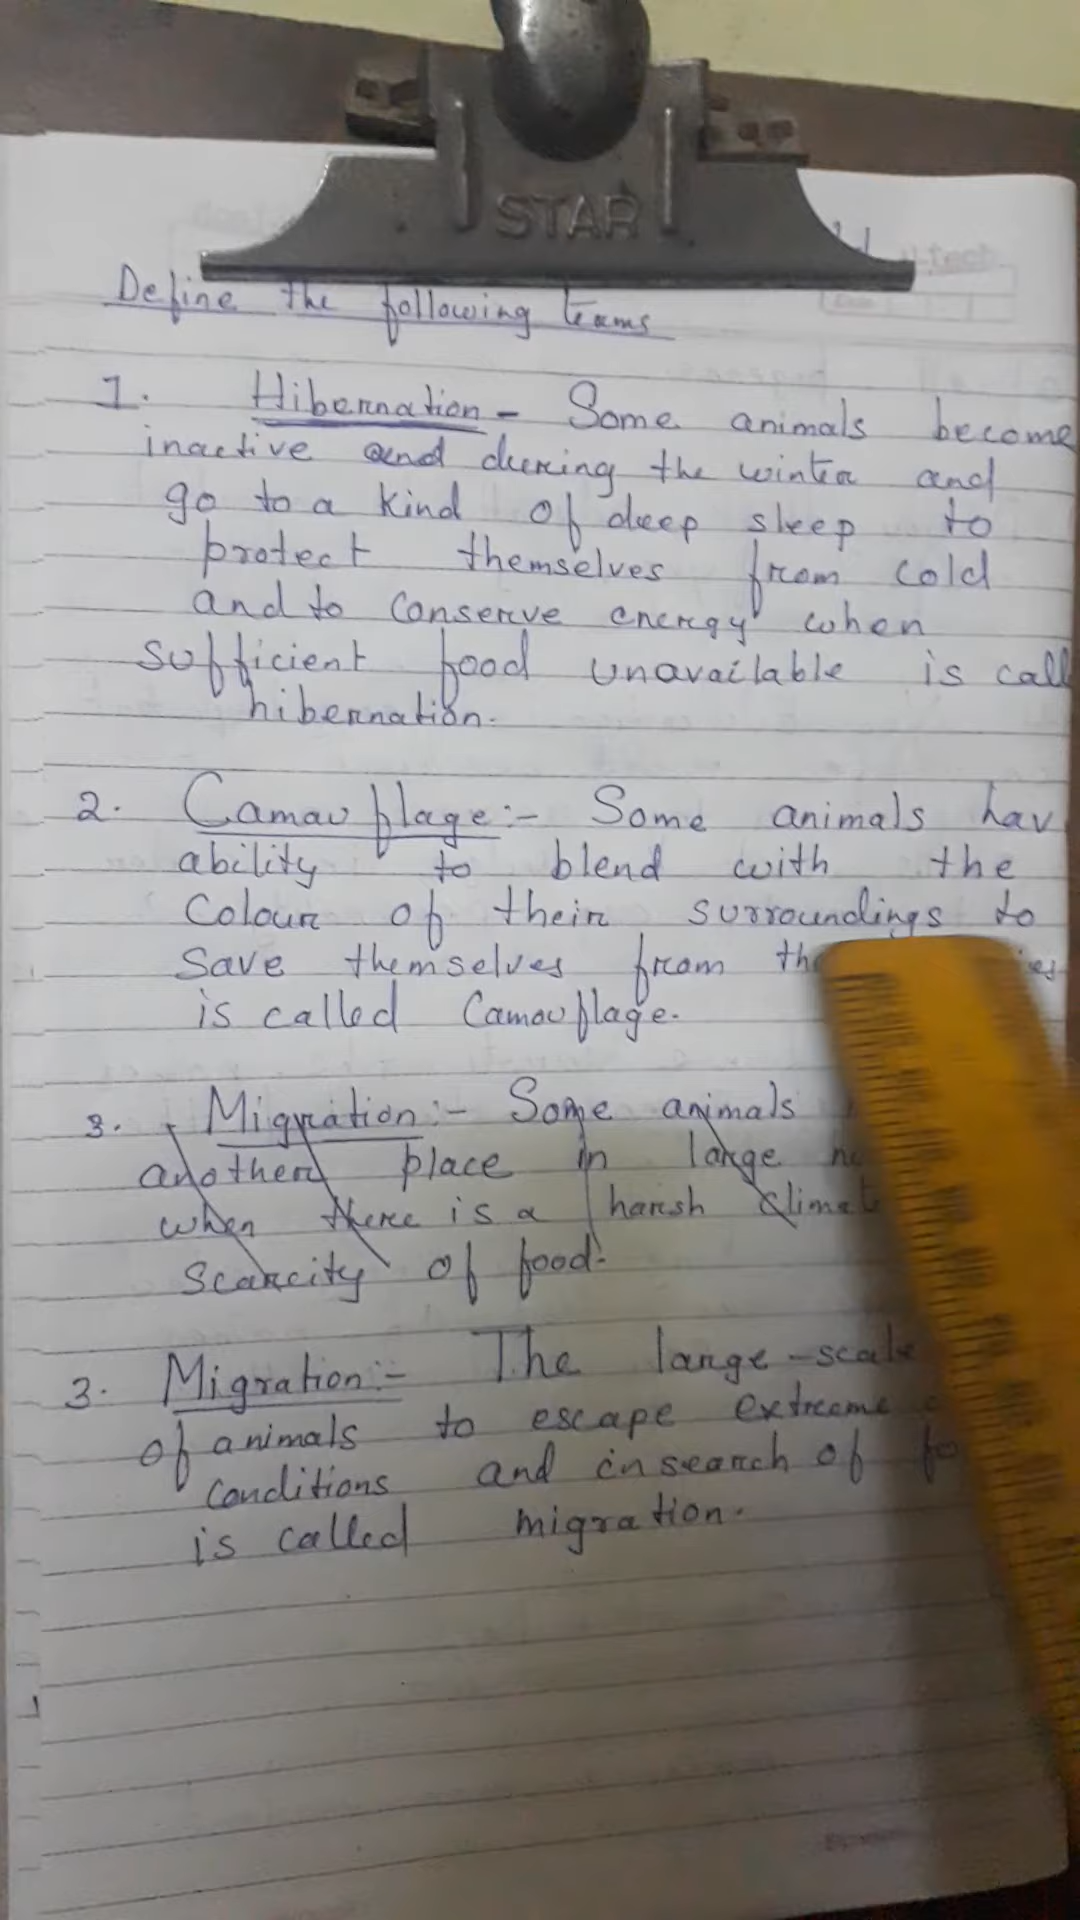 STAR
Define the following terms
1. Hibernation - Some animals become
inactive and during the winter and
go to a kind of deep sleep to
protect themselves from cold
and to conserve energy when
sufficient food unavailable is call
hibernation.
2. Camouflage:- Some animals hav
ability to blend with the
Colour of their surroundings to
Save themselves from
is called Camouflage.
3. Migration:- Some animals
another place in large
when there is a harsh climat
Scarcity of food.
3. Migration:- The large-scale
of animals to escape extreme
conditions and in search of fo
is called migration.